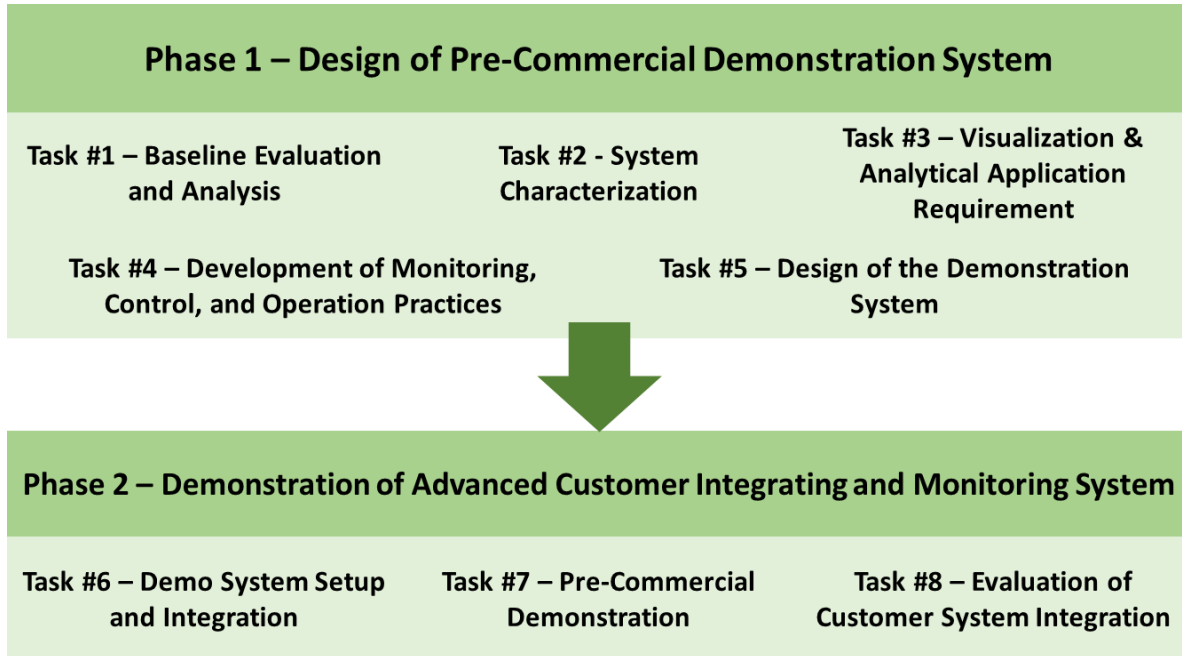 Phase 1 – Design of Pre-Commercial Demonstration System
Task #1 – Baseline Evaluation
and Analysis
Task #2 - System
Characterization
Task #3 – Visualization &
Analytical Application
Requirement
Task #4 – Development of Monitoring,
Control, and Operation Practices
Task #5 – Design of the Demonstration
System
Phase 2 – Demonstration of Advanced Customer Integrating and Monitoring System
Task #6 – Demo System Setup
and Integration
Task #7 – Pre-Commercial
Demonstration
Task #8 – Evaluation of
Customer System Integration